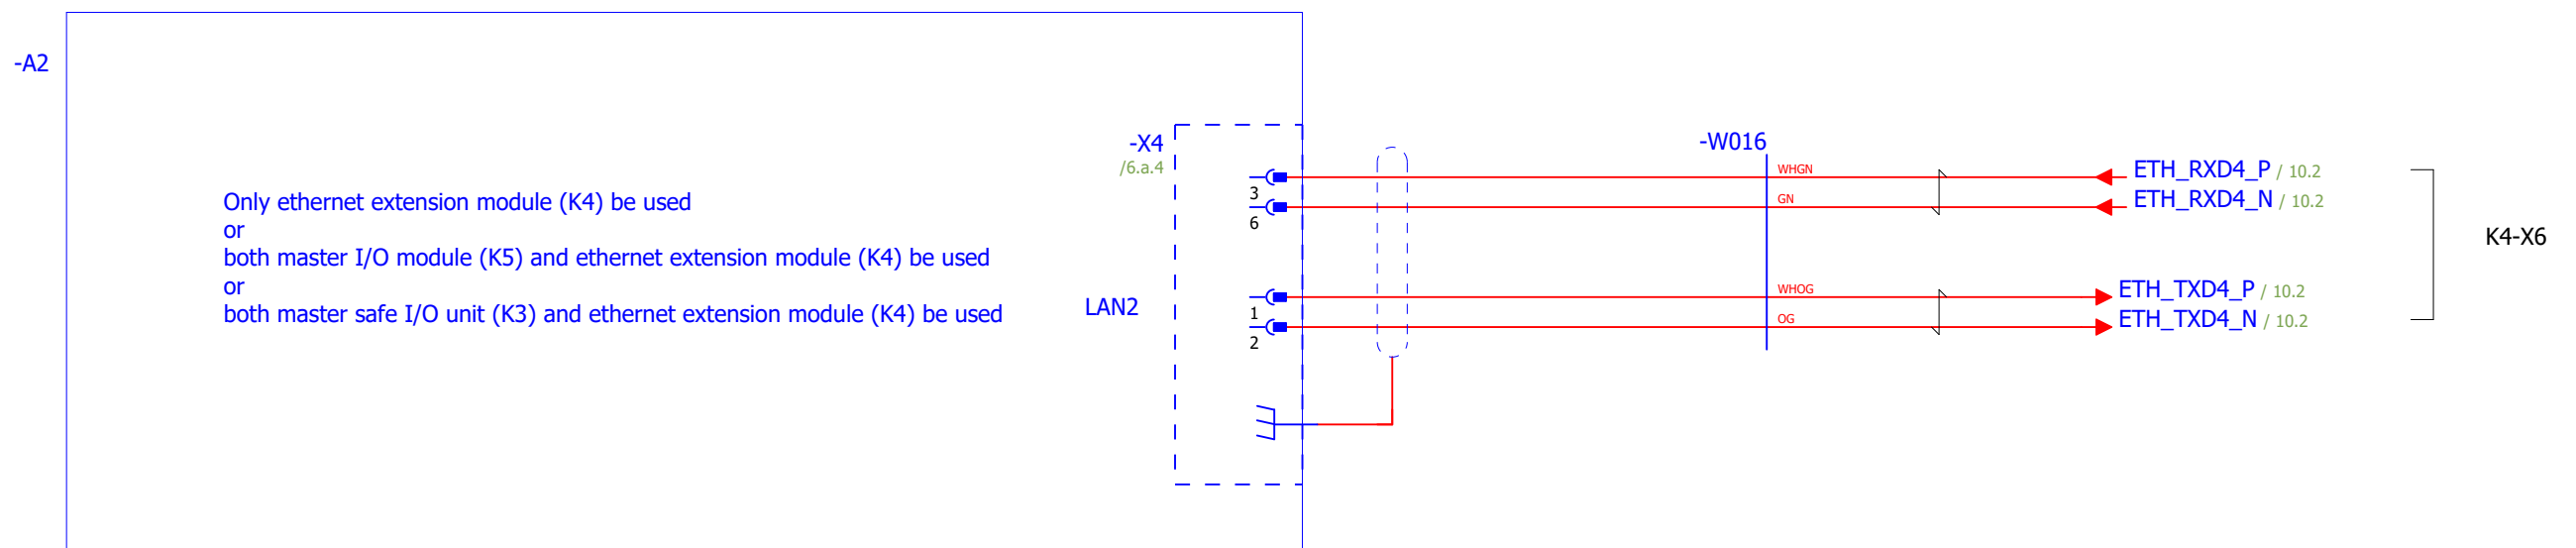 -A2
-X4
/6.a.4
-W016
3
WHGN
ETH_RXD4_P / 10.2
6
GN
ETH_RXD4_N / 10.2
Only ethernet extension module (K4) be used
or
both master I/O module (K5) and ethernet extension module (K4) be used
or
both master safe I/O unit (K3) and ethernet extension module (K4) be used
K4-X6
LAN2
1
WHOG
ETH_TXD4_P / 10.2
2
OG
ETH_TXD4_N / 10.2